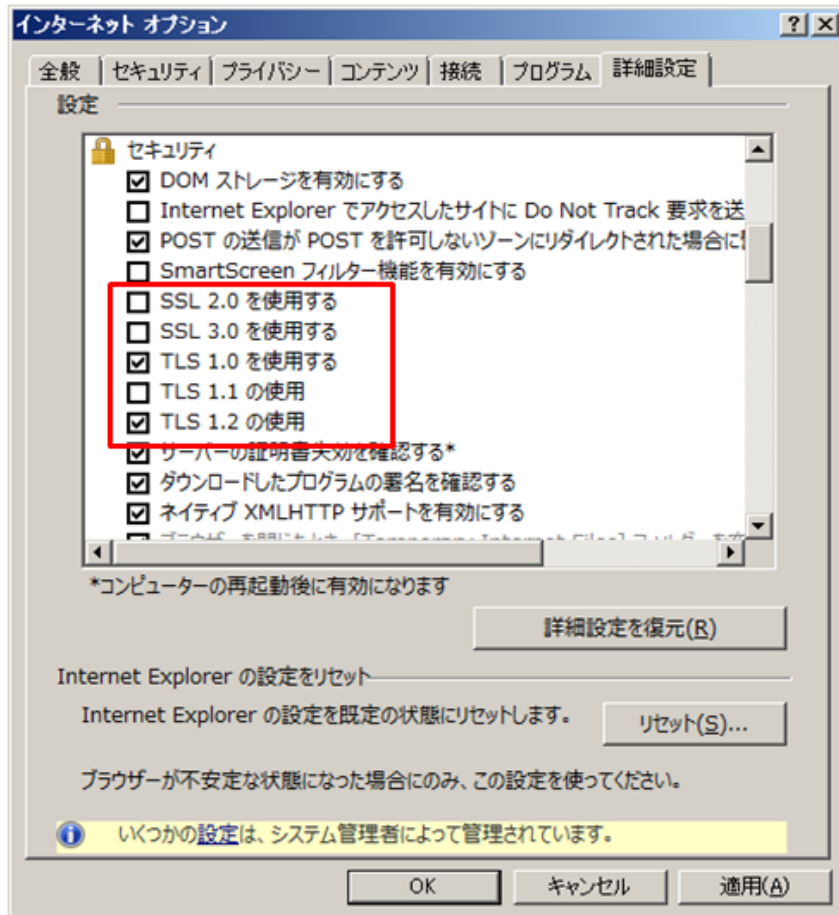 インターネット オプション
全般 セキュリティ プライバシー コンテンツ 接続 プログラム 詳細設定
設定
セキュリティ
DOM ストレージを有効にする
Internet Explorer でアクセスしたサイトに Do Not Track 要求を送
POST の送信が POST を許可しないゾーンにリダイレクトされた場合に
SmartScreen フィルター機能を有効にする
SSL 2.0 を使用する
SSL 3.0 を使用する
TLS 1.0 を使用する
TLS 1.1 の使用
TLS 1.2 の使用
サーバーの証明書失効を確認する*
ダウンロードしたプログラムの署名を確認する
ネイティブ XMLHTTP サポートを有効にする
*コンピューターの再起動後に有効になります
詳細設定を復元(R)
Internet Explorer の設定をリセット
Internet Explorer の設定を既定の状態にリセットします。
リセット(S)...
ブラウザーが不安定な状態になった場合にのみ、この設定を使ってください。
いくつかの設定は、システム管理者によって管理されています。
OK キャンセル 適用(A)